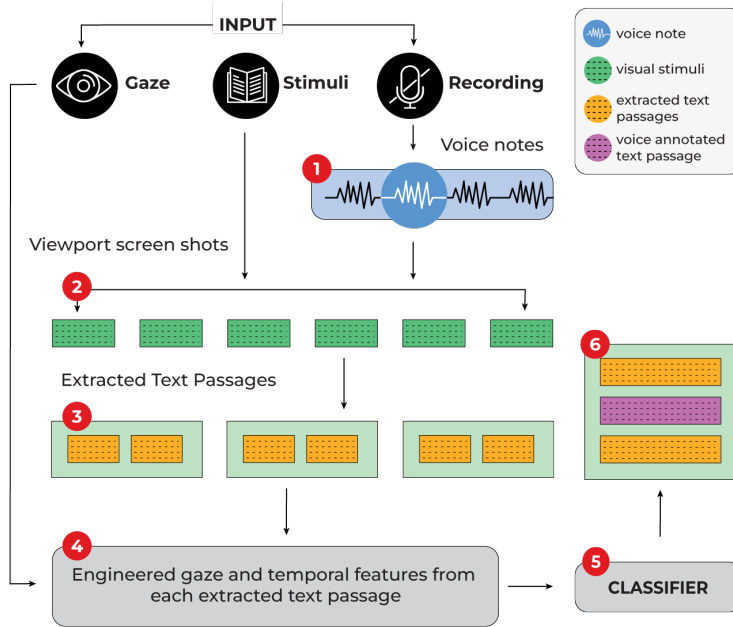 INPUT
Gaze
Stimuli
Recording
voice note
visual stimuli
extracted text
passages
voice annotated
text passage
Voice notes
1
Viewport screen shots
2
Extracted Text Passages
3
4
Engineered gaze and temporal features from
each extracted text passage
5
CLASSIFIER
6